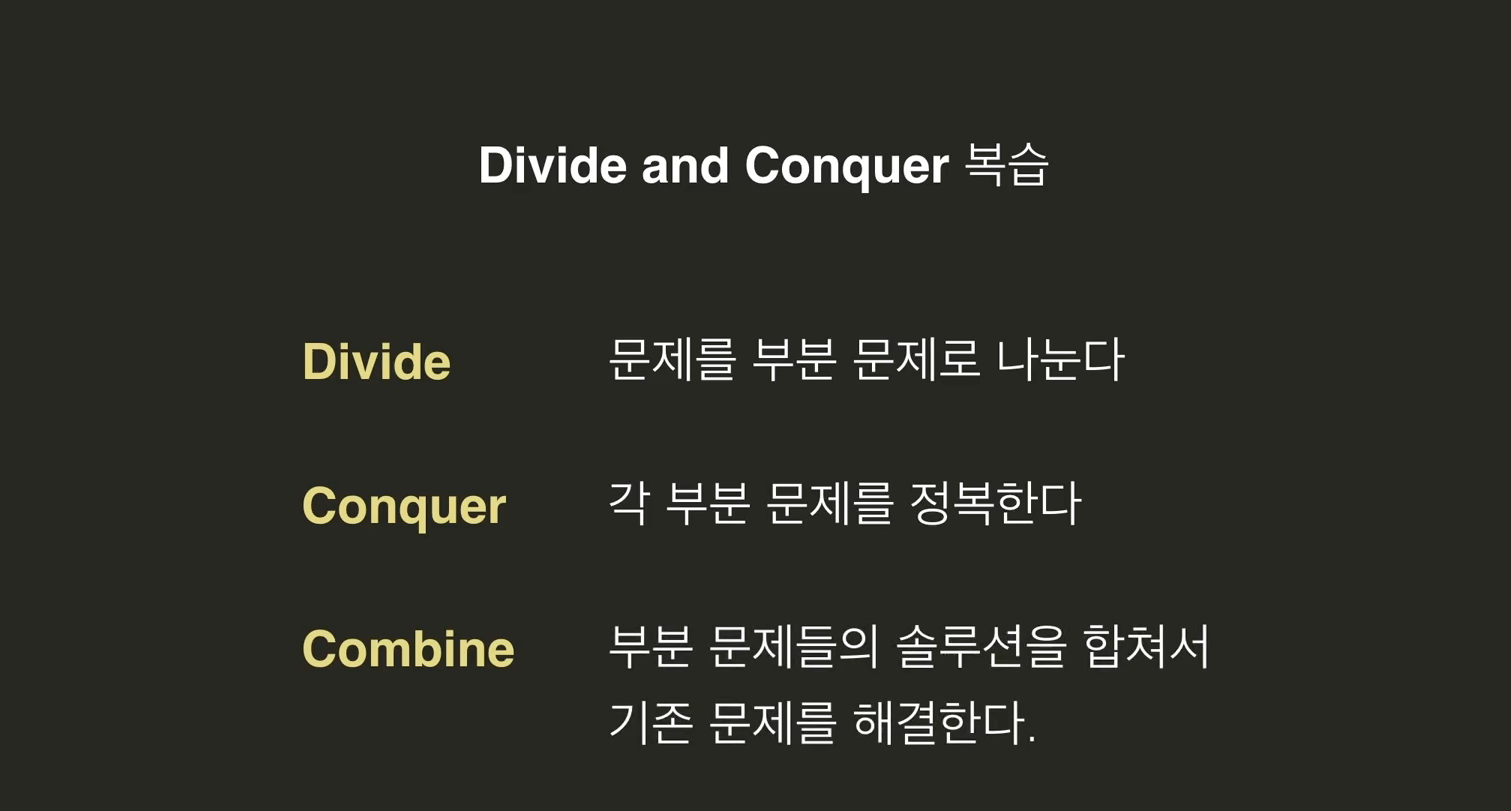 Divide and Conquer 복습
Divide 문제를 부분 문제로 나눈다
Conquer 각 부분 문제를 정복한다
Combine 부분 문제들의 솔루션을 합쳐서
기존 문제를 해결한다.